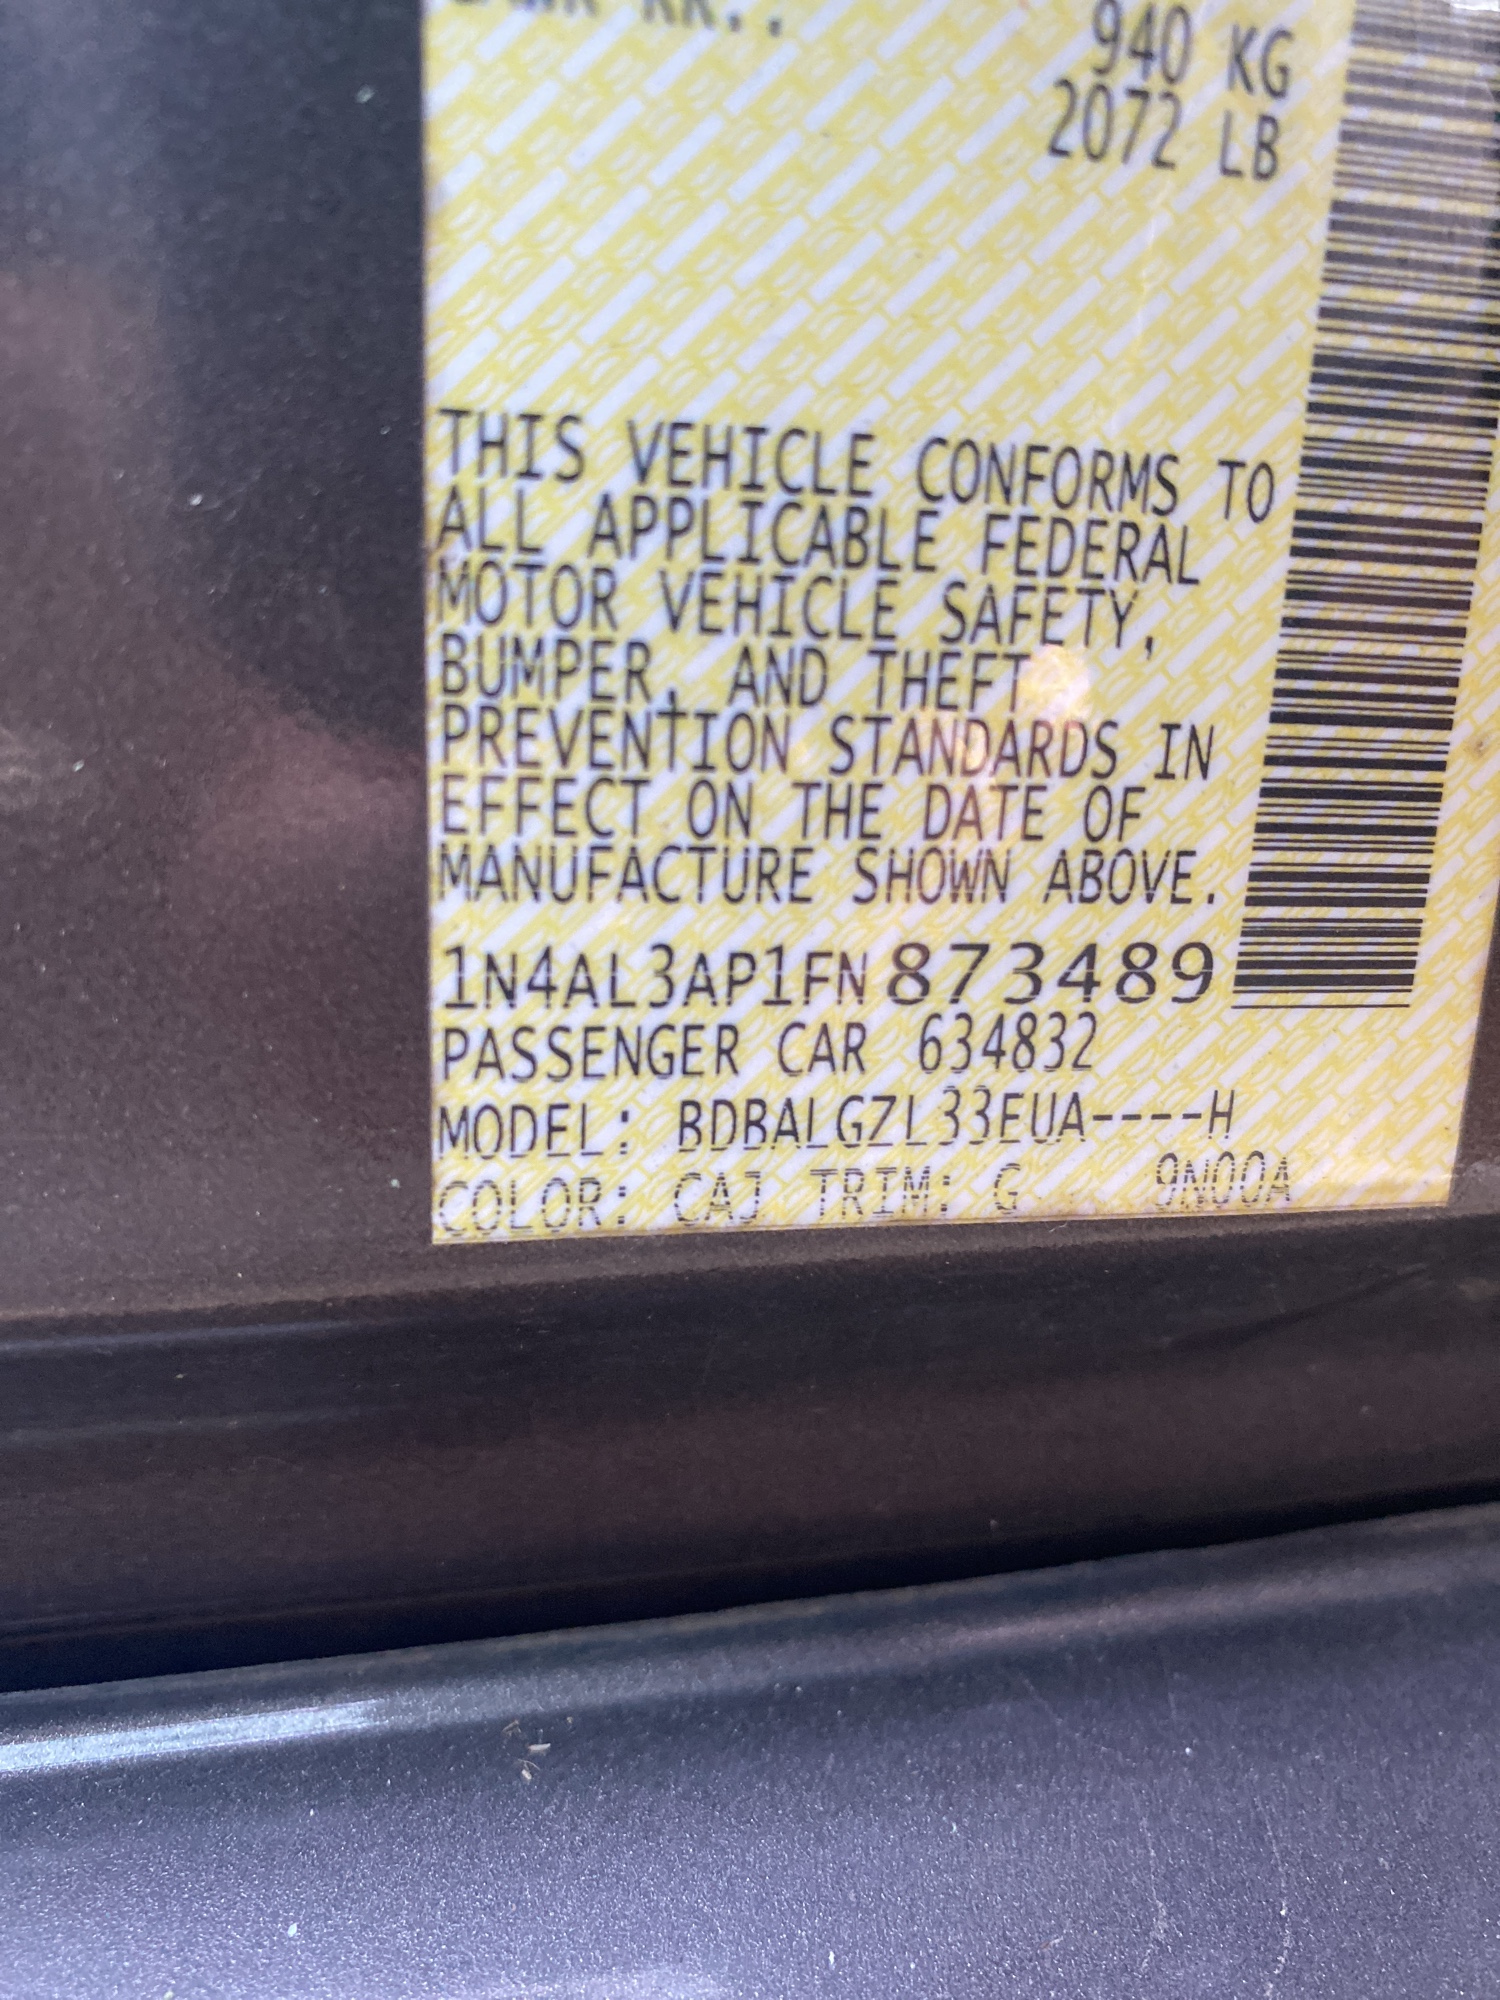 940 KG
2072 LB
THIS VEHICLE CONFORMS TO
ALL APPLICABLE FEDERAL
MOTOR VEHICLE SAFETY,
BUMPER, AND THEFT
PREVENTION STANDARDS IN
EFFECT ON THE DATE OF
MANUFACTURE SHOWN ABOVE.
1N4AL3AP1FN873489
PASSENGER CAR 634832
MODEL: BDBALGZL33EUA----H
COLOR: CAJ TRIM: G 9N00A